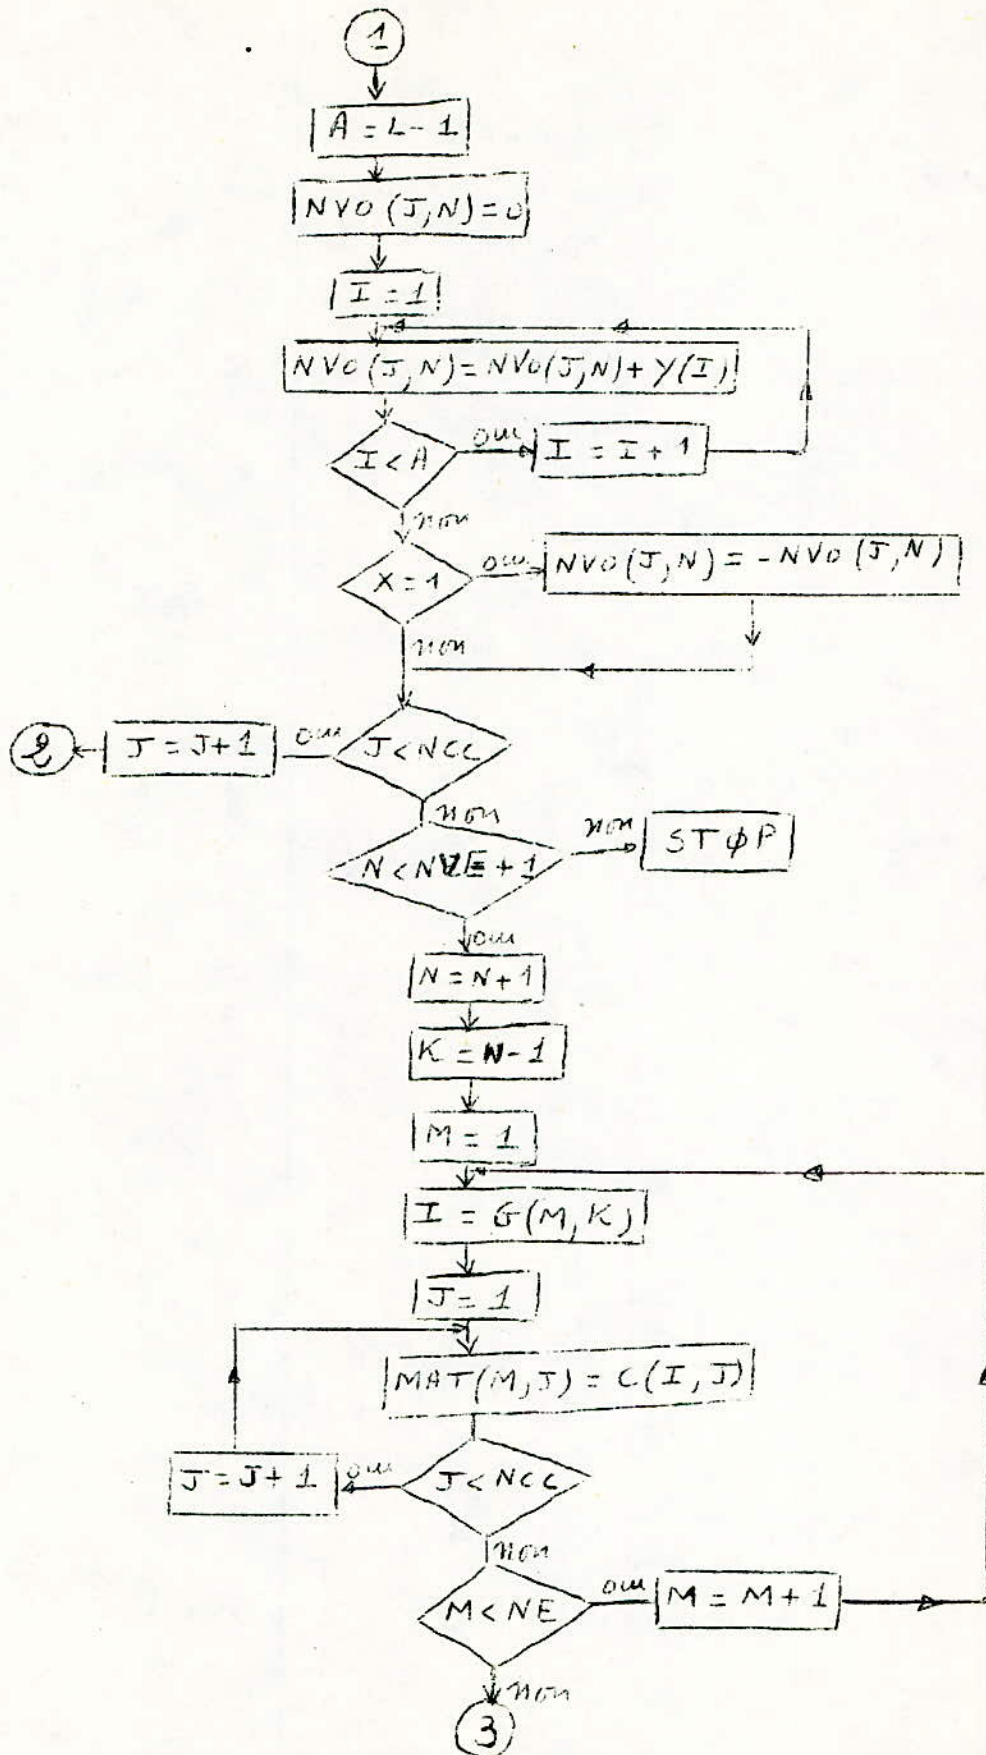 1
A = L - 1
NVO (J,N) = 0
I = 1
NVO(J,N) = NVO(J,N) + Y(I)
I < A
oui
I = I + 1
non
X = 1
oui
NVO(J,N) = - NVO(J,N)
non
2
J = J + 1
oui
J < NCC
non
N < NVE + 1
non
STØP
oui
N = N + 1
K = N - 1
M = 1
I = G(M,K)
J = 1
MAT(M,J) = C(I,J)
J = J + 1
oui
J < NCC
non
M < NE
oui
M = M + 1
non
3